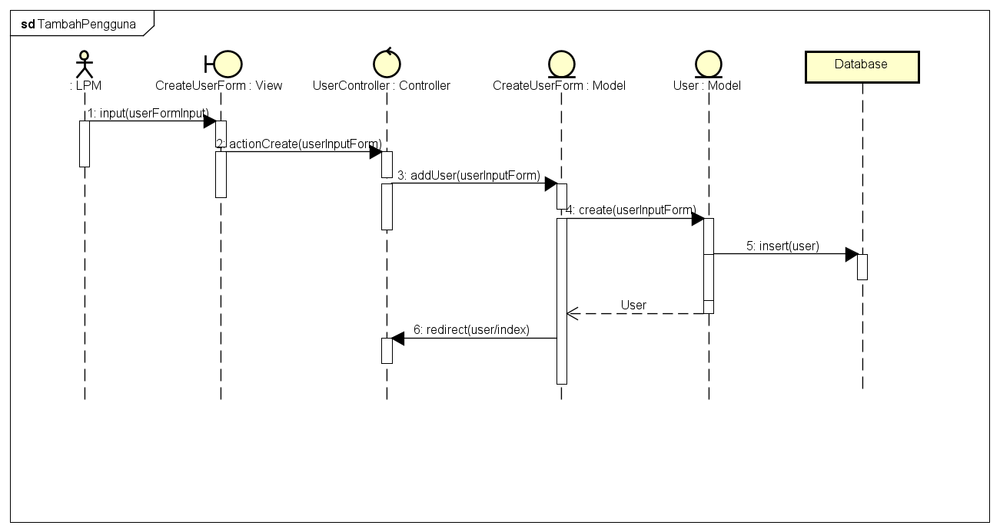 sd TambahPengguna
: LPM
CreateUserForm : View
UserController : Controller
CreateUserForm : Model
User : Model
Database
1: input(userFormInput)
2: actionCreate(userInputForm)
3: addUser(userInputForm)
4: create(userInputForm)
5: insert(user)
User
6: redirect(user/index)